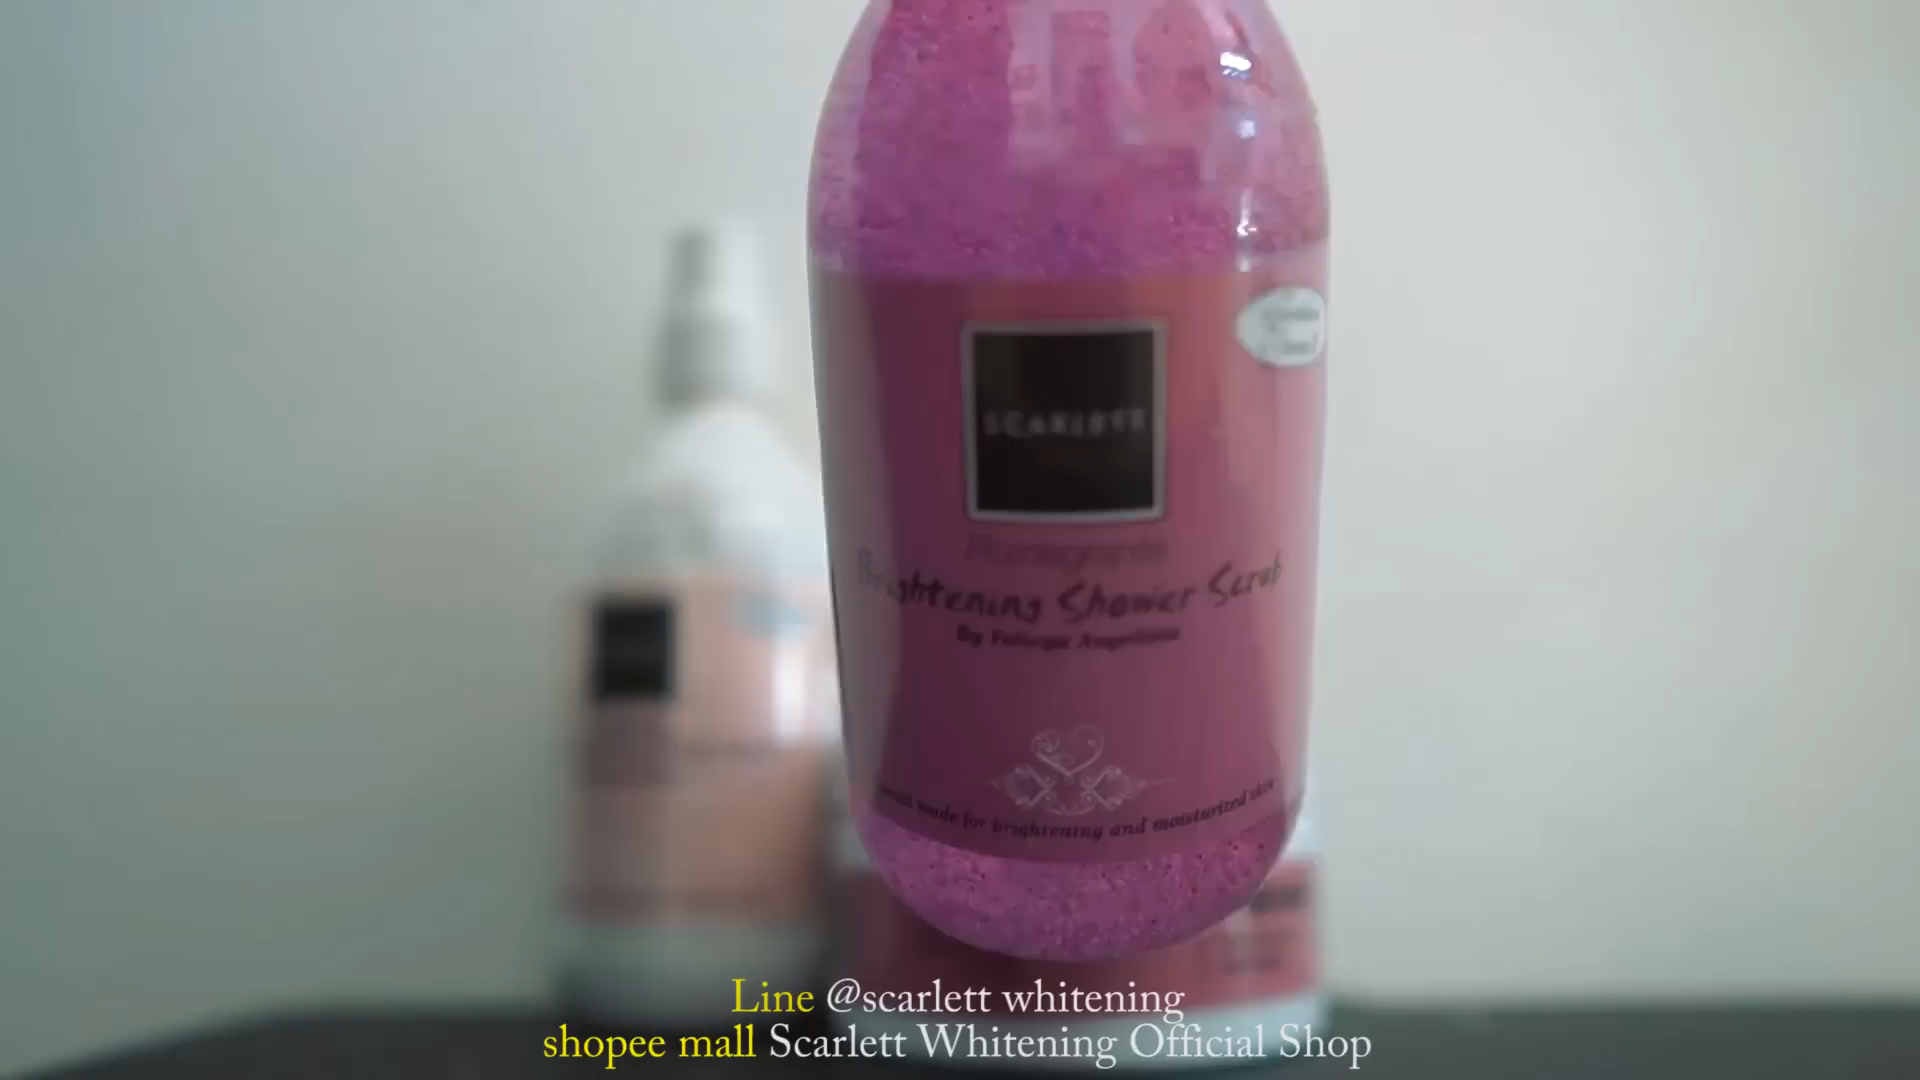 SCARLETT
Pomegranate
Brightening Shower Scrub
By Felicya Angelista
made for brightening and moisturized skin
Line @scarlett whitening
shopee mall Scarlett Whitening Official Shop